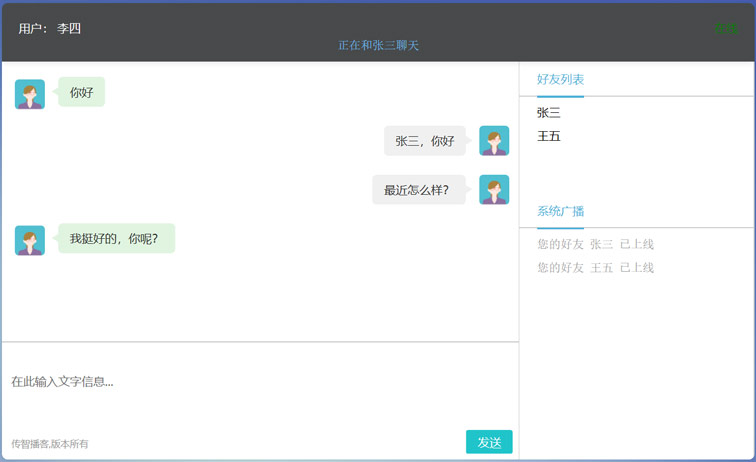 用户： 李四
正在和张三聊天
你好
张三，你好
最近怎么样？
我挺好的，你呢？
在此输入文字信息...
传智播客,版本所有
发送
好友列表
张三
王五
系统广播
您的好友 张三 已上线
您的好友 王五 已上线